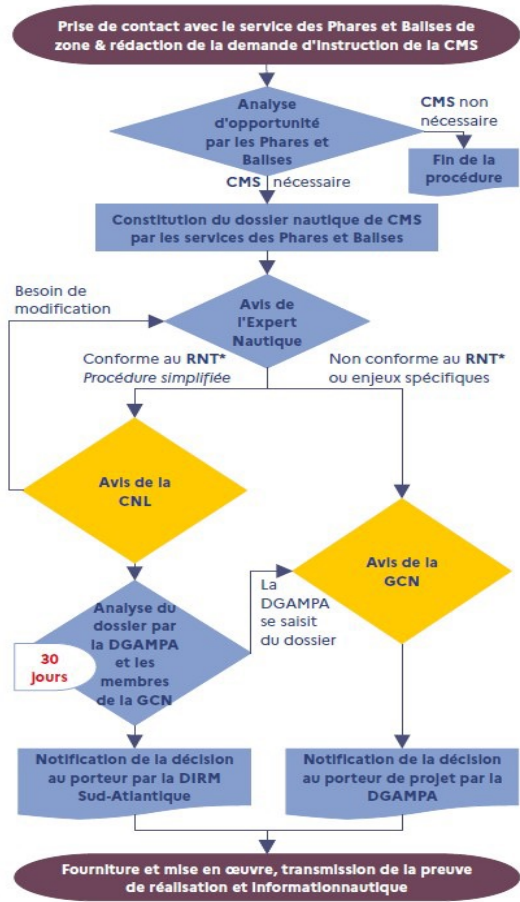 Prise de contact avec le service des Phares et Balises de
zone & rédaction de la demande d'instruction de la CMS
Analyse
d'opportunité
par les Phares et
Balises
CMS non
nécessaire
Fin de la
procédure
CMS nécessaire
Constitution du dossier nautique de CMS
par les services des Phares et Balises
Besoin de
modification
Avis de
l'Expert
Nautique
Conforme au RNT*
Procédure simplifiée
Non conforme au RNT*
ou enjeux spécifiques
Avis de la
CNL
Avis de la
GCN
Analyse du
dossier par
la DGAMPA
et les
membres
de la GCN
30
Jours
La
DGAMPA
se saisit
du dossier
Notification de la décision
au porteur par la DIRM
Sud-Atlantique
Notification de la décision
au porteur de projet par la
DGAMPA
Fourniture et mise en œuvre, transmission de la preuve
de réalisation et informationnautique